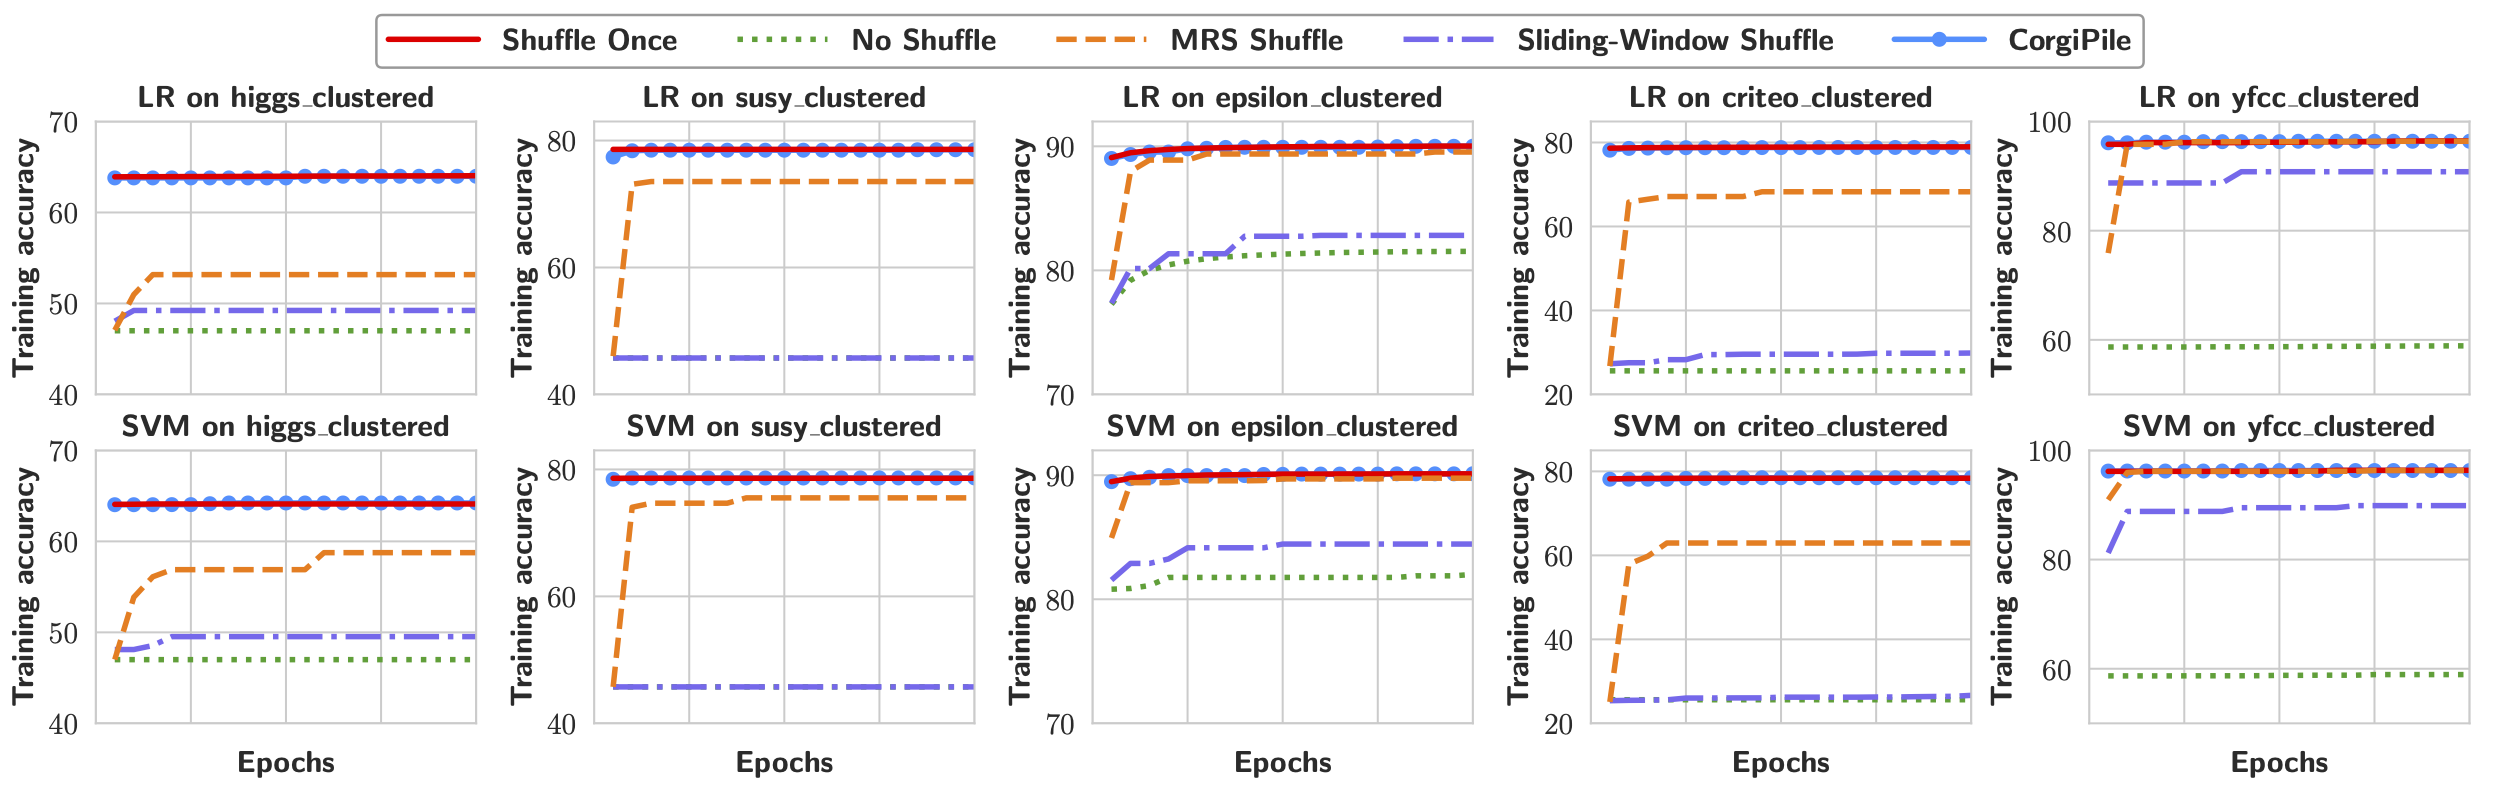 Shuffle Once No Shuffle MRS Shuffle Sliding-Window Shuffle CorgiPile
LR on higgs_clustered
Training accuracy
70
60
50
40
LR on susy_clustered
Training accuracy
80
60
40
LR on epsilon_clustered
Training accuracy
90
80
70
LR on criteo_clustered
Training accuracy
80
60
40
20
LR on yfcc_clustered
Training accuracy
100
80
60
SVM on higgs_clustered
Training accuracy
70
60
50
40
Epochs
SVM on susy_clustered
Training accuracy
80
60
40
Epochs
SVM on epsilon_clustered
Training accuracy
90
80
70
Epochs
SVM on criteo_clustered
Training accuracy
80
60
40
20
Epochs
SVM on yfcc_clustered
Training accuracy
100
80
60
Epochs